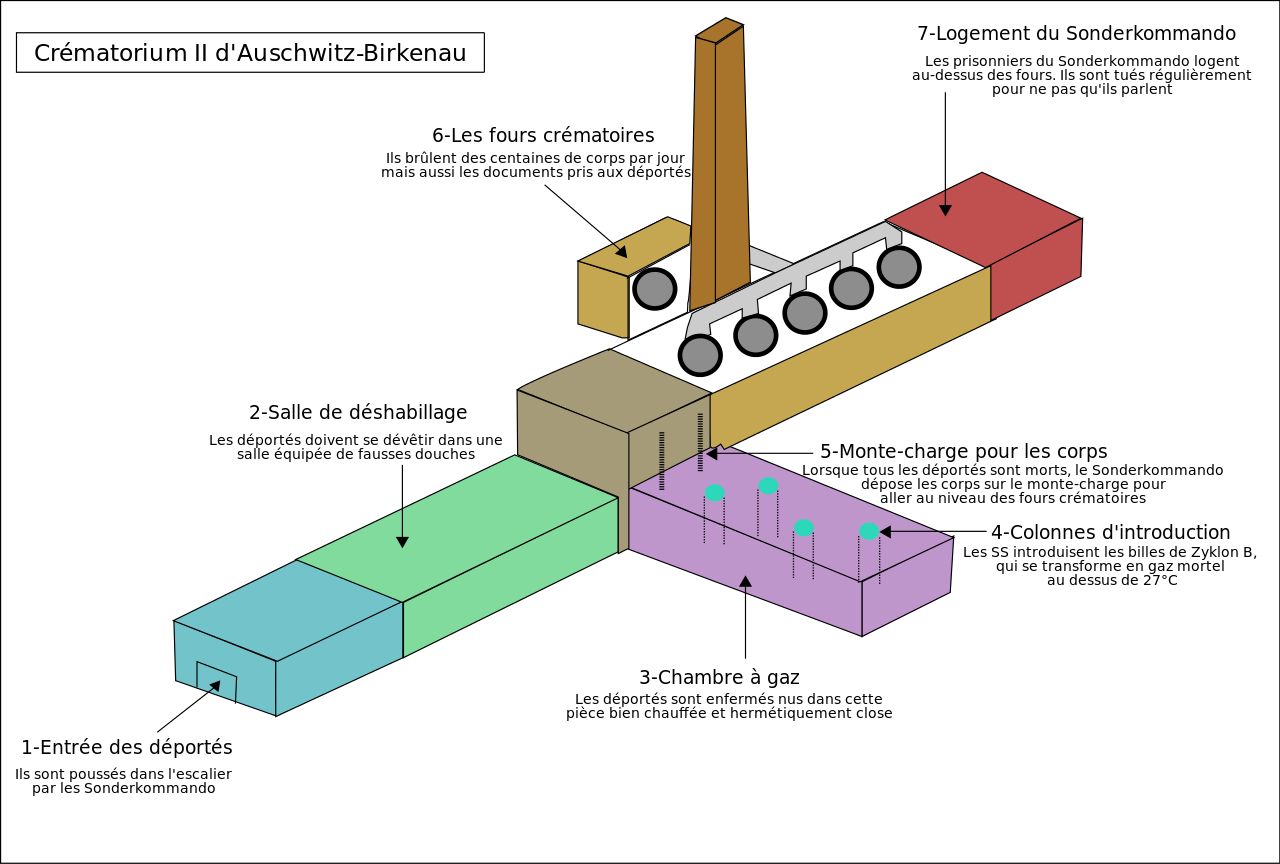 Crématorium II d'Auschwitz-Birkenau
7-Logement du Sonderkommando
Les prisonniers du Sonderkommando logent
au-dessus des fours. Ils sont tués régulièrement
pour ne pas qu'ils parlent
6-Les fours crématoires
Ils brûlent des centaines de corps par jour
mais aussi les documents pris aux déportés
2-Salle de déshabillage
Les déportés doivent se dévêtir dans une
salle équipée de fausses douches
5-Monte-charge pour les corps
Lorsque tous les déportés sont morts, le Sonderkommando
dépose les corps sur le monte-charge pour
aller au niveau des fours crématoires
4-Colonnes d'introduction
Les SS introduisent les billes de Zyklon B,
qui se transforme en gaz mortel
au dessus de 27°C
3-Chambre à gaz
Les déportés sont enfermés nus dans cette
pièce bien chauffée et hermétiquement close
1-Entrée des déportés
Ils sont poussés dans l'escalier
par les Sonderkommando